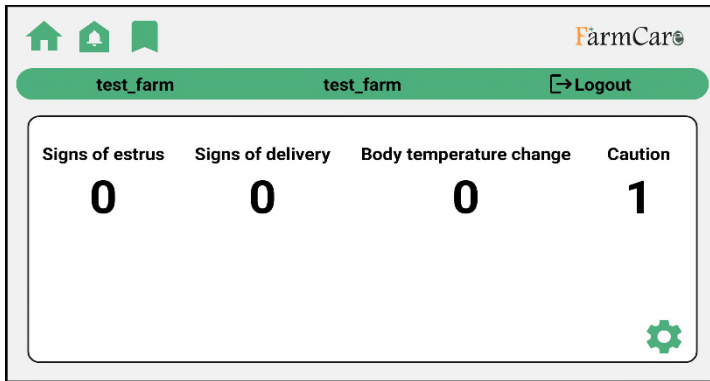 FarmCare
test_farm test_farm Logout
Signs of estrus Signs of delivery Body temperature change Caution
0 0 0 1